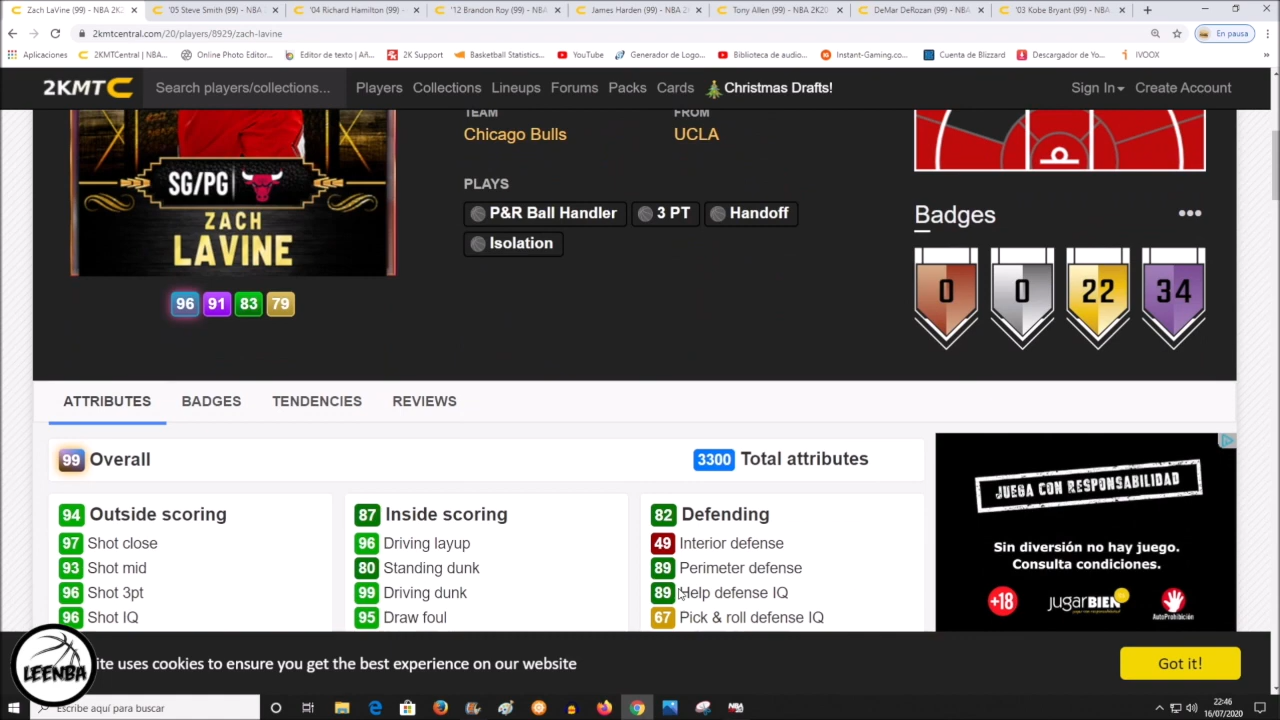 Zach LaVine (99) - NBA 2K2
'05 Steve Smith (99) - NBA
'04 Richard Hamilton (99) -
'12 Brandon Roy (99) - NBA
James Harden (99) - NBA 2K
Tony Allen (99) - NBA 2K20
DeMar DeRozan (99) - NBA
'03 Kobe Bryant (99) - NBA
2kmtcentral.com/20/players/8929/zach-lavine
En pausa
Aplicaciones
2KMTCentral | NBA...
Online Photo Editor...
Editor de texto | Añ...
2K Support
Basketball Statistics...
YouTube
Generador de Logo...
Biblioteca de audio...
Instant-Gaming.co...
Cuenta de Blizzard
Descargador de Yo...
IVOOX
2KMTC
Search players/collections...
Players
Collections
Lineups
Forums
Packs
Cards
Christmas Drafts!
Sign In
Create Account
TEAM
FROM
Chicago Bulls
UCLA
PLAYS
P&R Ball Handler
3 PT
Handoff
Isolation
SG/PG
ZACH
LAVINE
96 91 83 79
Badges
0 0 22 34
ATTRIBUTES
BADGES
TENDENCIES
REVIEWS
99 Overall
3300 Total attributes
94 Outside scoring
97 Shot close
93 Shot mid
96 Shot 3pt
96 Shot IQ
87 Inside scoring
96 Driving layup
80 Standing dunk
99 Driving dunk
95 Draw foul
82 Defending
49 Interior defense
89 Perimeter defense
89 Help defense IQ
67 Pick & roll defense IQ
JUEGA CON RESPONSABILIDAD
Sin diversión no hay juego.
Consulta condiciones.
+18
jugarBIEN
AutoProhibición
ite uses cookies to ensure you get the best experience on our website
Got it!
LEENBA
Escribe aquí para buscar
22:46
16/07/2020